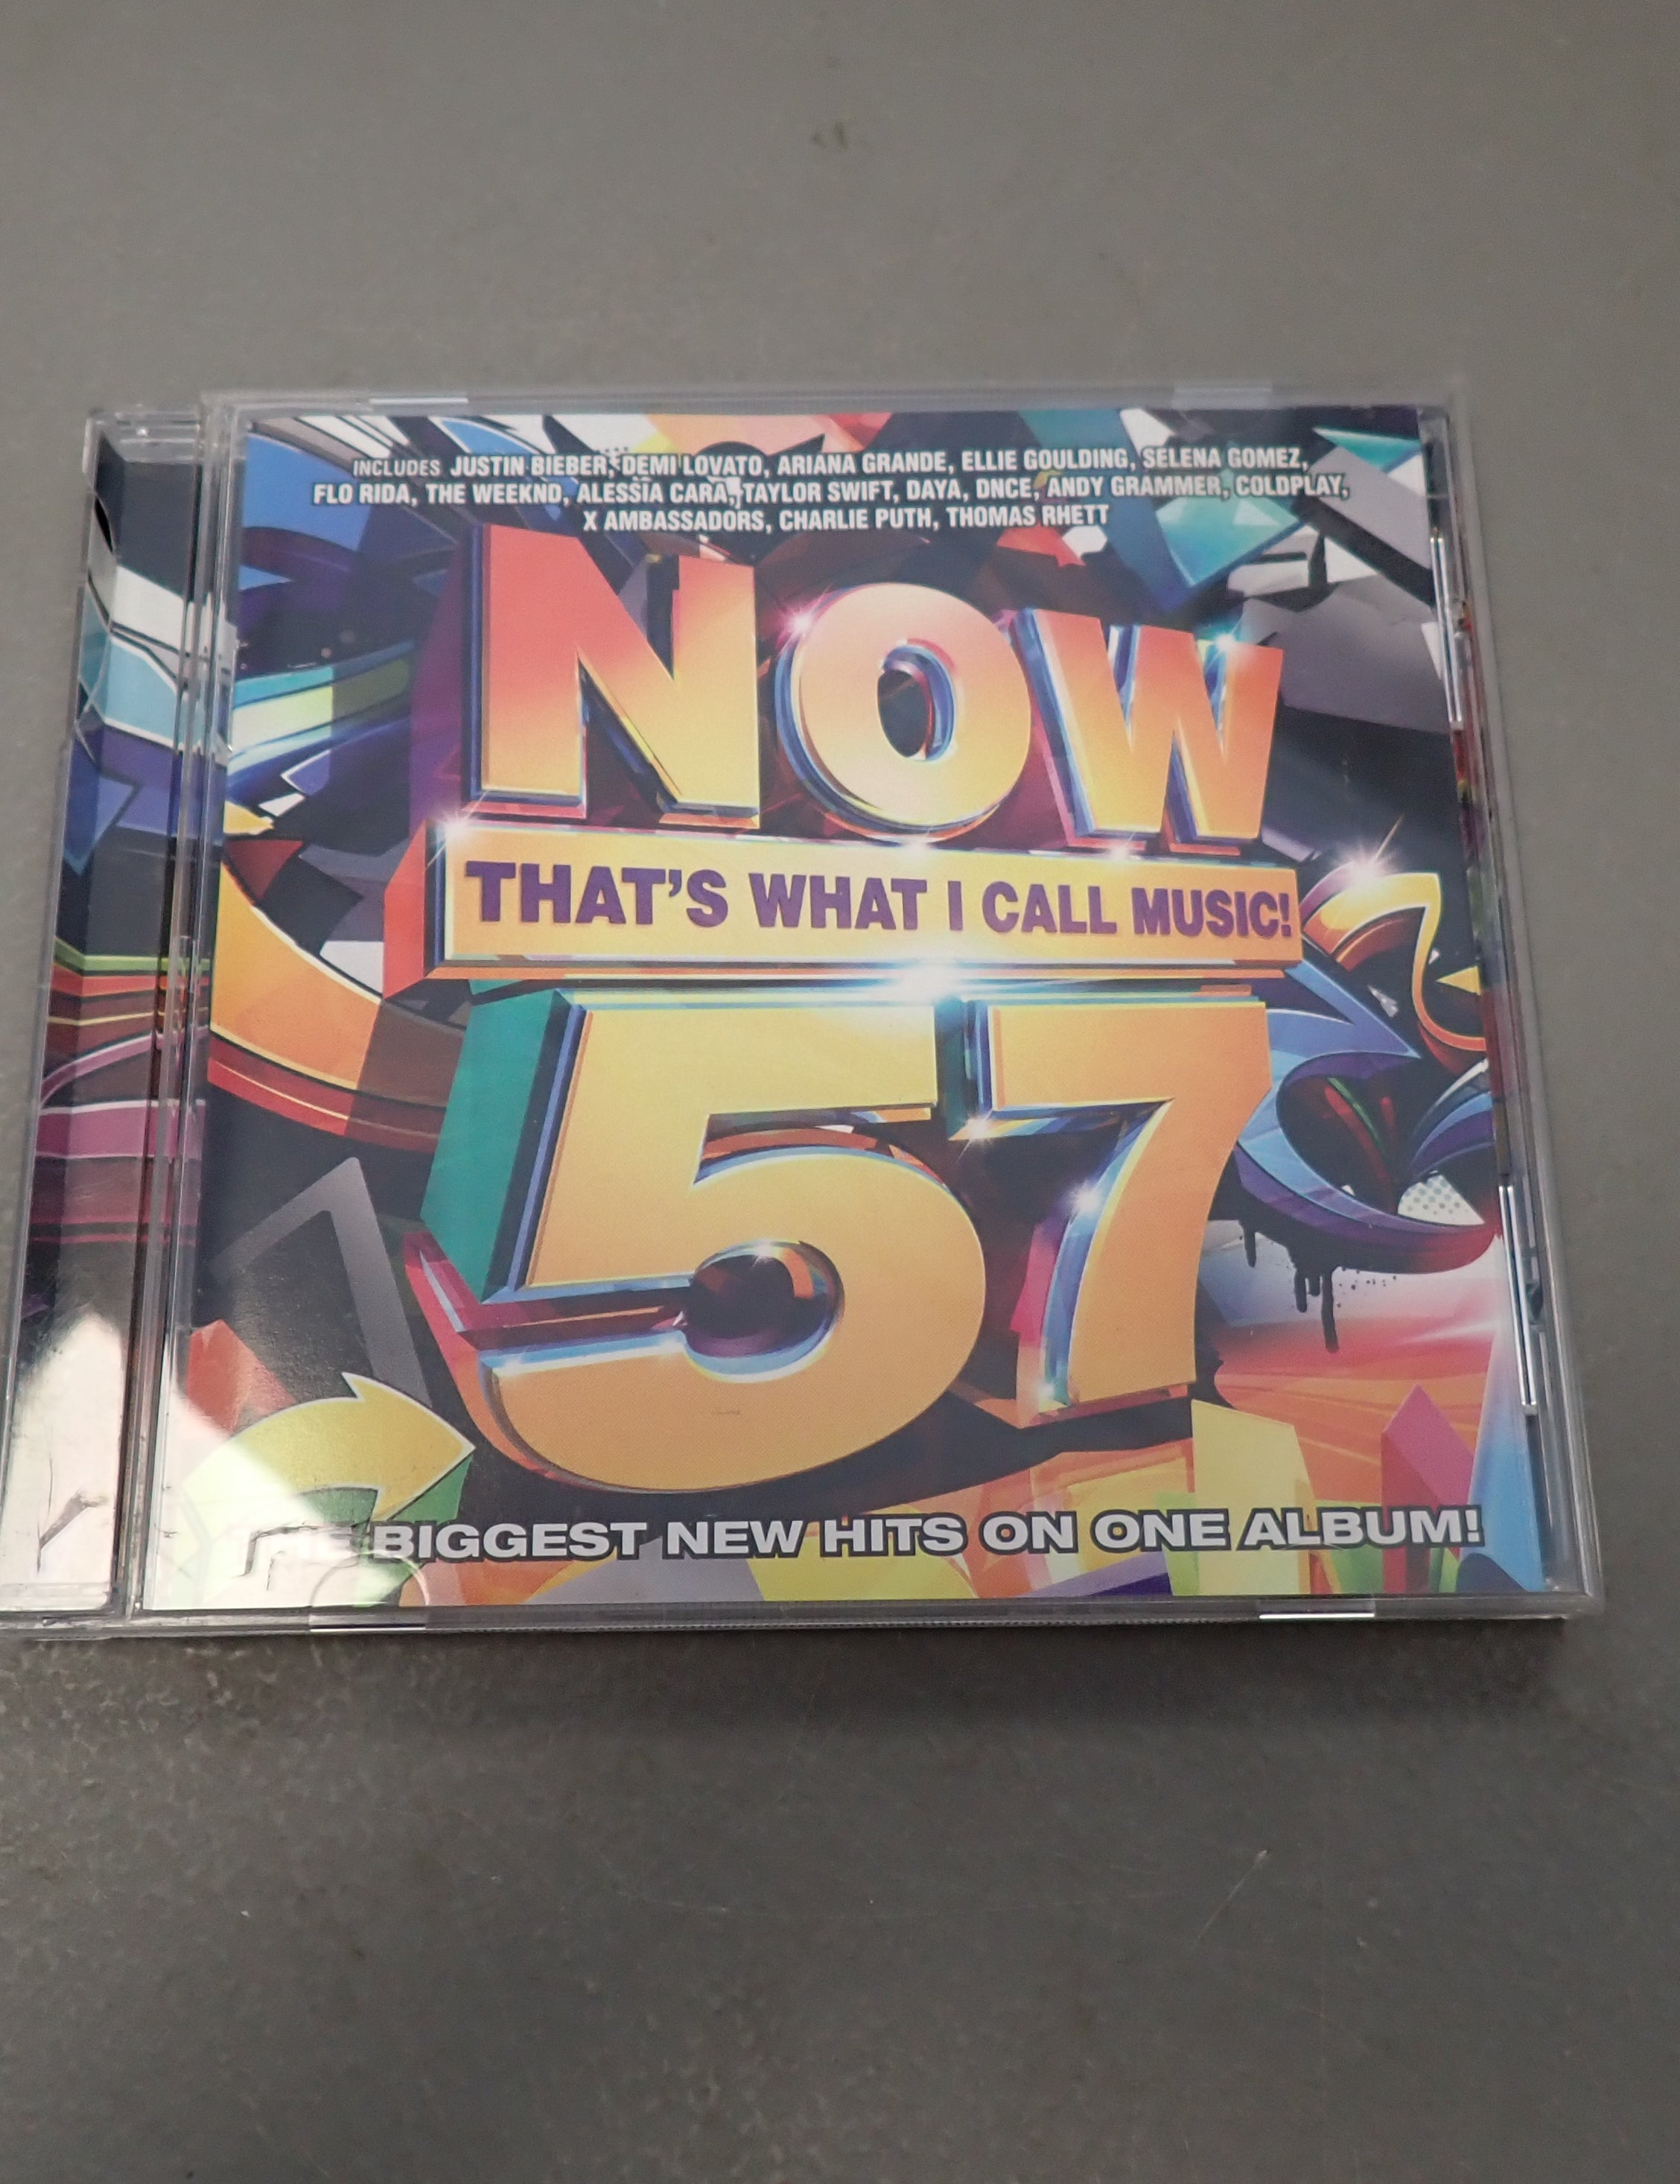 INCLUDES JUSTIN BIEBER, DEMI LOVATO, ARIANA GRANDE, ELLIE GOULDING, SELENA GOMEZ,
FLO RIDA, THE WEEKND, ALESSIA CARA, TAYLOR SWIFT, DAYA, DNCE, ANDY GRAMMER, COLDPLAY,
X AMBASSADORS, CHARLIE PUTH, THOMAS RHETT
NOW
THAT'S WHAT I CALL MUSIC!
57
THE BIGGEST NEW HITS ON ONE ALBUM!